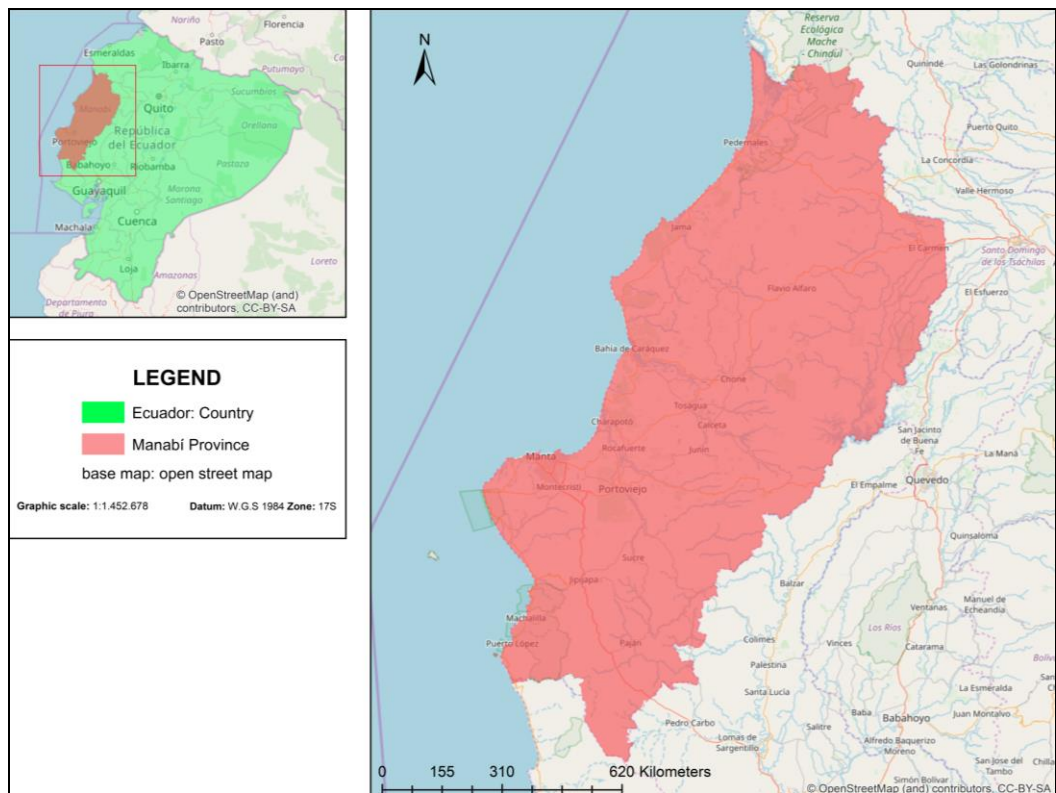 Nariño
Florencia
Pasto
Esmeraldas
Ibarra
Putumayo
Sucumbíos
Quito
Manabí
Orellana
República
del Ecuador
Portoviejo
Pastaza
Babahoyo
Riobamba
Morona
Santiago
Guayaquil
Machala
Cuenca
Loreto
Loja
Amazonas
Departamento
de Piura
© OpenStreetMap (and)
contributors, CC-BY-SA
LEGEND
Ecuador: Country
Manabí Province
base map: open street map
Graphic scale: 1:1.452.678 Datum: W.G.S 1984 Zone: 17S
N
Reserva
Ecológica
Mache
Chindul
Quinindé
Las Golondrinas
Puerto Quito
Pedernales
La Concordia
Valle Hermoso
Jama
El Carmen
Santo Domingo
de los Tsáchilas
Flavio Alfaro
El Esfuerzo
Bahía de Caráquez
Chone
Tosagua
Charapotó
Calceta
Rocafuerte
Junín
San Jacinto
de Buena
Fe
La Maná
Manta
Montecristi
Portoviejo
El Empalme
Quevedo
Sucre
Quinsaloma
Jipijapa
Balzar
Manuel de
Echeandía
Ventanas
Machalilla
Los Ríos
Puerto López
Paján
Colimes
Vinces
Catarama
Palestina
Santa Lucía
La Esmeralda
Baba
Juan Montalvo
Pedro Carbo
Salitre
Babahoyo
Lomas de
Sargentillo
Alfredo Baquerizo
Moreno
San Jose del
Tambo
Simón Bolívar
0 155 310 620 Kilometers
© OpenStreetMap (and) contributors, CC-BY-SA